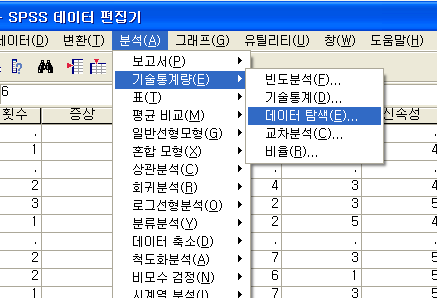 - SPSS 데이터 편집기
데이터(D) 변환(T) 분석(A) 그래프(G) 유틸리티(U) 창(W) 도움말(H)
보고서(P)
기술통계량(E)
표(T)
평균 비교(M)
일반선형모형(G)
혼합 모형(X)
상관분석(C)
회귀분석(R)
로그선형분석(O)
분류분석(Y)
데이터 축소(D)
척도화분석(A)
비모수 검정(N)
시계열 분석(I)
빈도분석(F)...
기술통계(D)...
데이터 탐색(E)...
교차분석(C)...
비율(R)...
6
횟수 증상 신속성
. . .
1 4
. .
2 4 3 4
3 3 5
1 2 5 4
. . . .
2 7 3 5
2 6 1 5
1 7 3 5